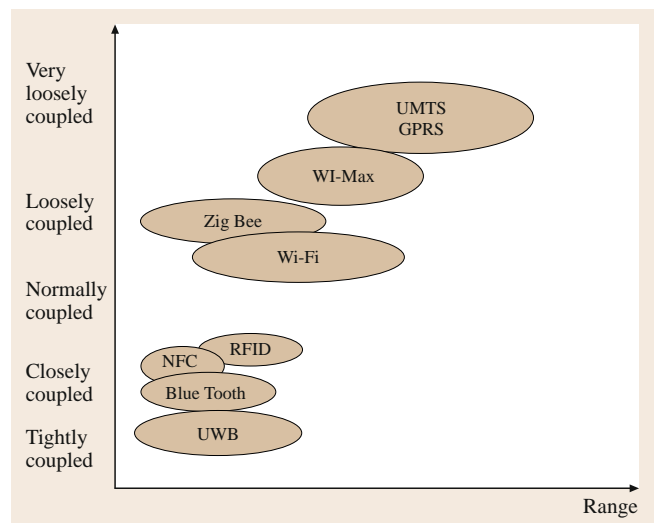 Very
loosely
coupled
UMTS
GPRS
WI-Max
Loosely
coupled
Zig Bee
Wi-Fi
Normally
coupled
RFID
NFC
Closely
coupled
Blue Tooth
Tightly
coupled
UWB
Range